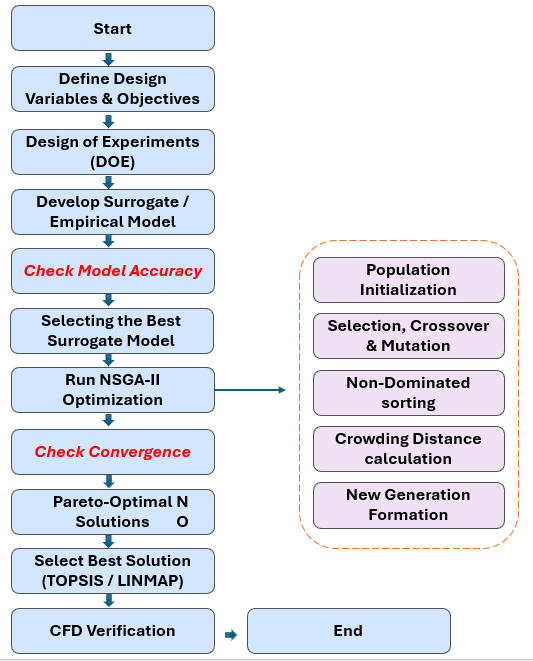 Start
Define Design
Variables & Objectives
Design of Experiments
(DOE)
Develop Surrogate /
Empirical Model
Check Model Accuracy
Selecting the Best
Surrogate Model
Run NSGA-II
Optimization
Check Convergence
Pareto-Optimal N
Solutions O
Select Best Solution
(TOPSIS / LINMAP)
CFD Verification
End
Population
Initialization
Selection, Crossover
& Mutation
Non-Dominated
sorting
Crowding Distance
calculation
New Generation
Formation